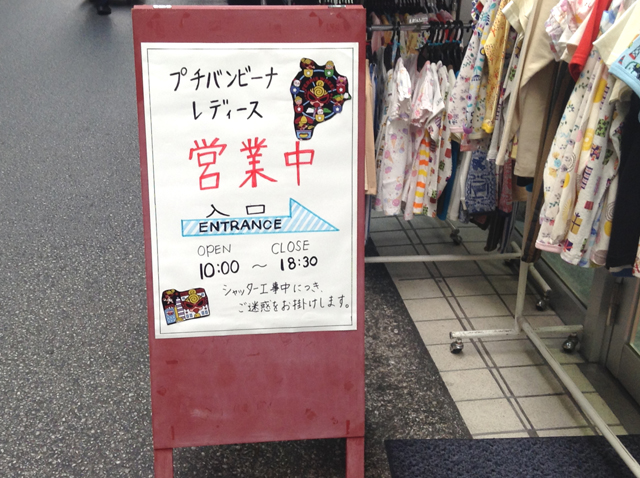 プチバンビーナ
レディース
営業中
入口
ENTRANCE
OPEN CLOSE
10:00 ～ 18:30
シャッター工事中につき、
ご迷惑をお掛けします。